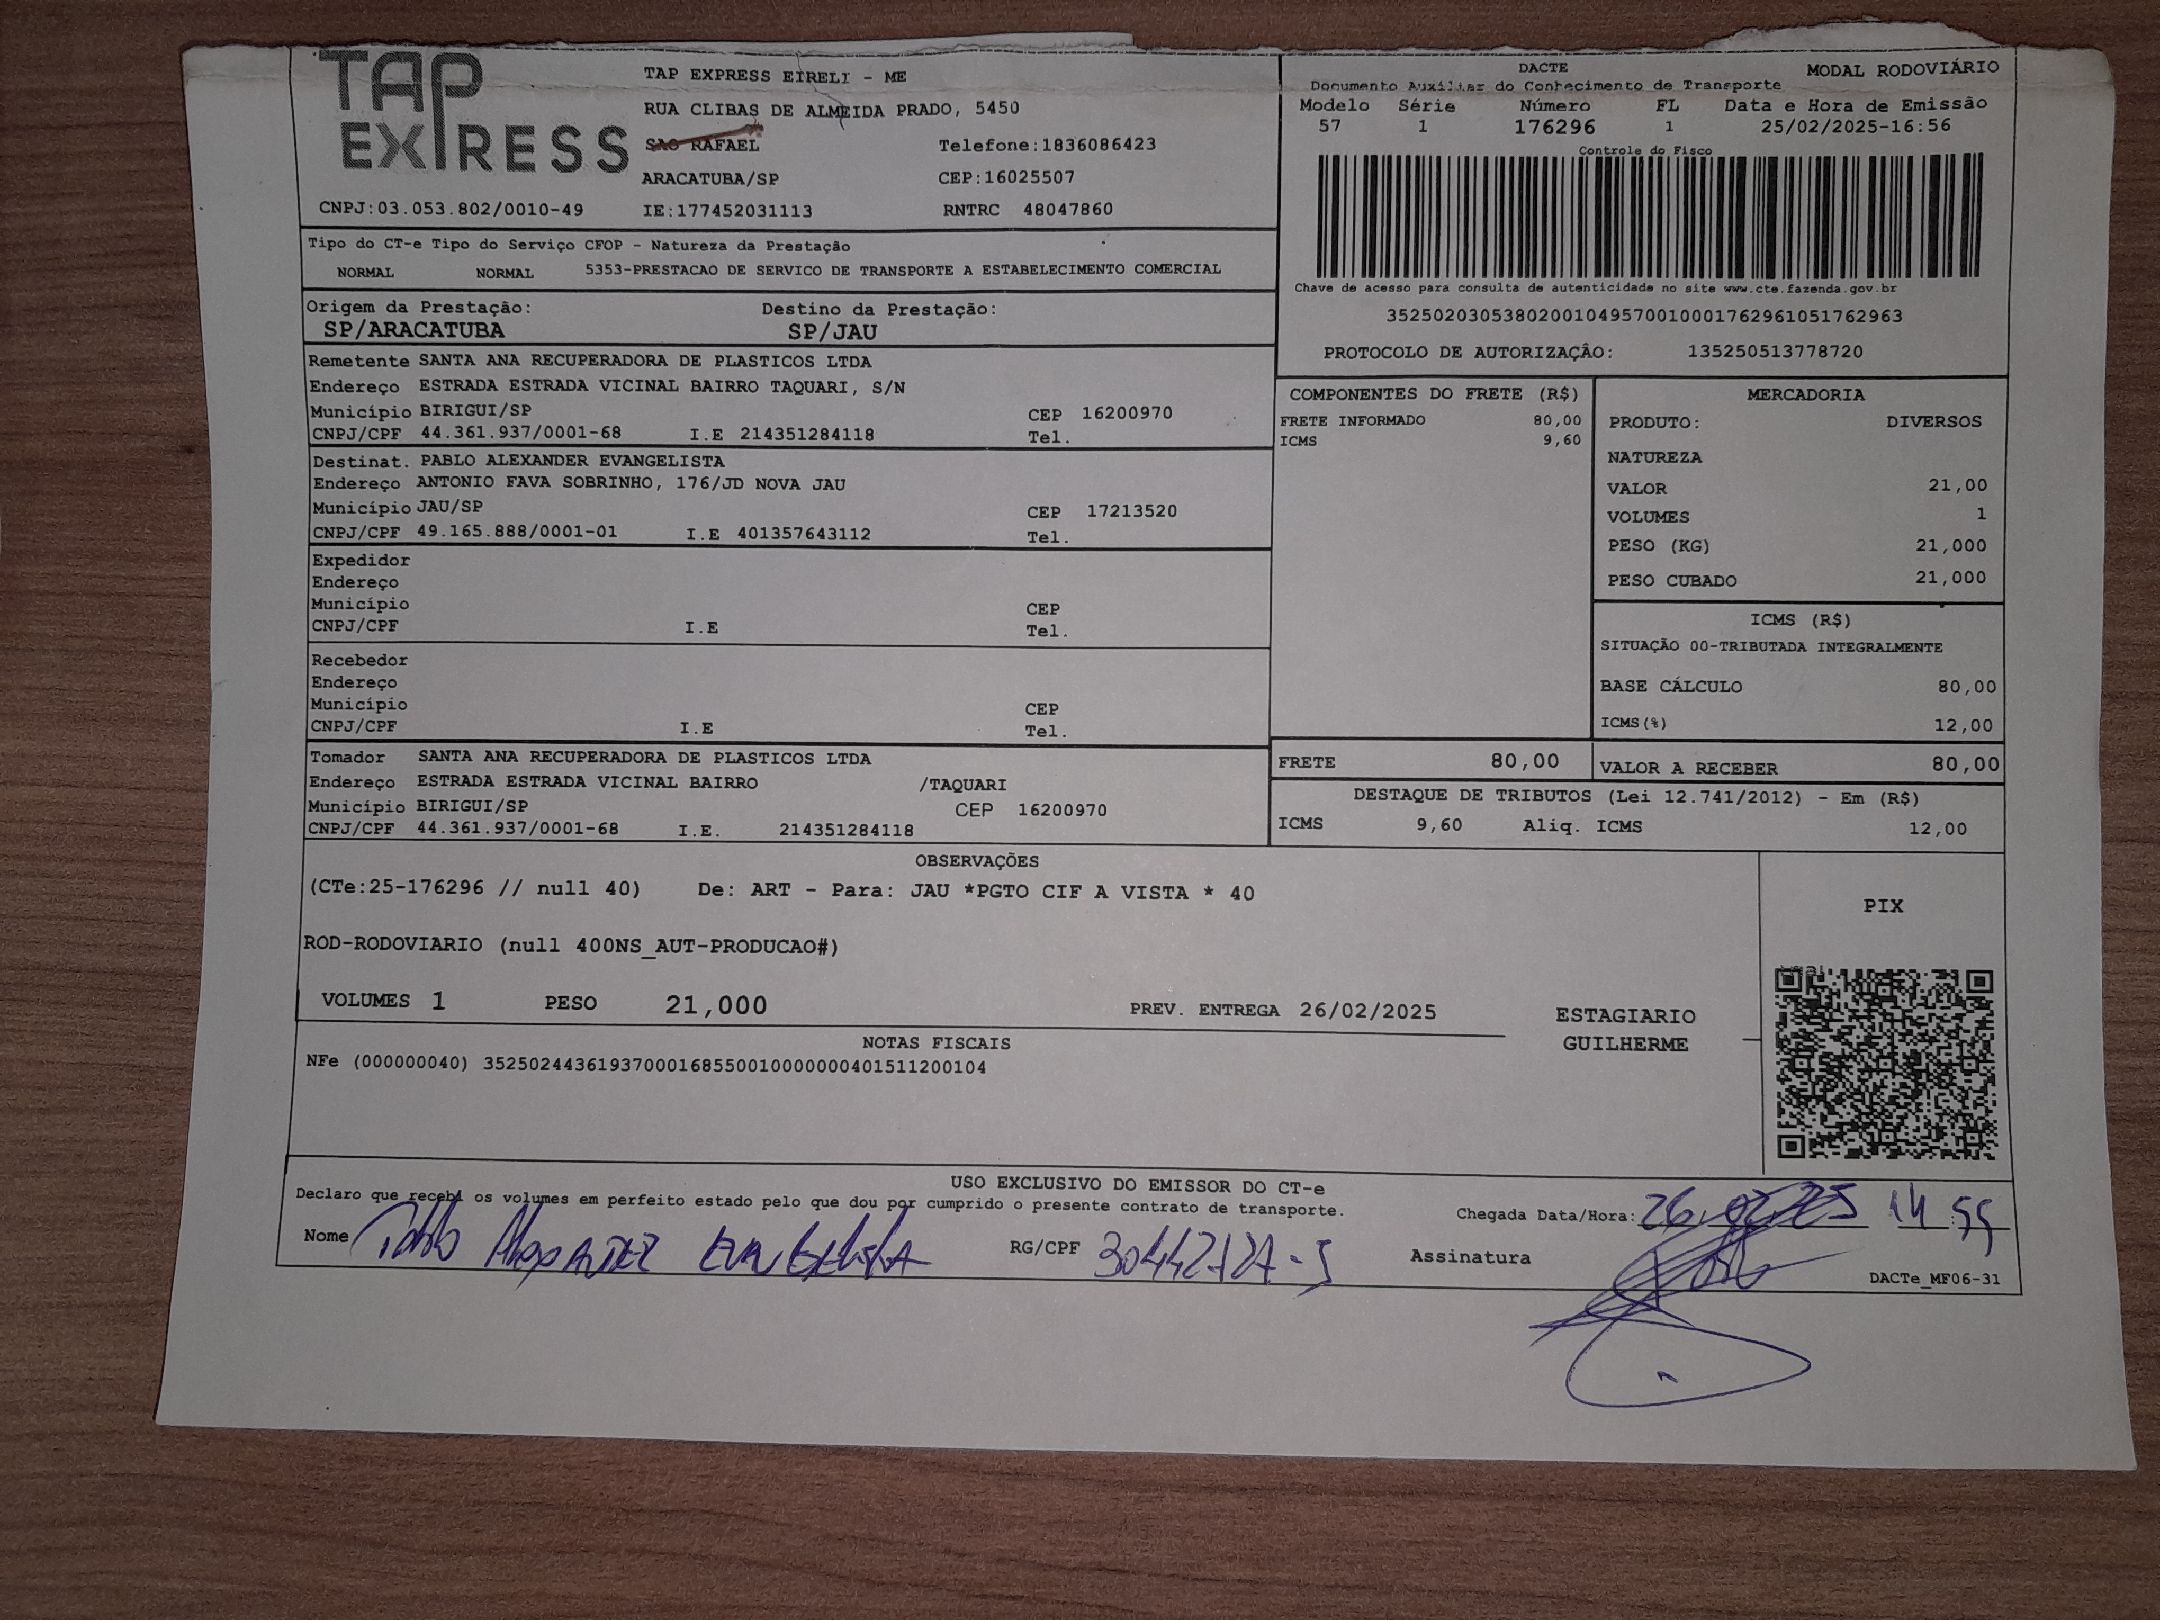 TAP EXPRESS
TAP EXPRESS EIRELI - ME
RUA CLIBAS DE ALMEIDA PRADO, 5450
SAO RAFAEL Telefone:1836086423
ARACATUBA/SP CEP:16025507
CNPJ:03.053.802/0010-49 IE:177452031113 RNTRC 48047860
DACTE MODAL RODOVIÁRIO
Documento Auxiliar do Conhecimento de Transporte
Modelo Série Número FL Data e Hora de Emissão
57 1 176296 1 25/02/2025-16:56
Controle do Fisco
Chave de acesso para consulta de autenticidade no site www.cte.fazenda.gov.br
35250203053802001049570010001762961051762963
PROTOCOLO DE AUTORIZAÇÃO: 135250513778720
Tipo do CT-e Tipo do Serviço CFOP - Natureza da Prestação
NORMAL NORMAL 5353-PRESTACAO DE SERVICO DE TRANSPORTE A ESTABELECIMENTO COMERCIAL
Origem da Prestação: Destino da Prestação:
SP/ARACATUBA SP/JAU
Remetente SANTA ANA RECUPERADORA DE PLASTICOS LTDA
Endereço ESTRADA ESTRADA VICINAL BAIRRO TAQUARI, S/N
Município BIRIGUI/SP CEP 16200970
CNPJ/CPF 44.361.937/0001-68 I.E 214351284118 Tel.
Destinat. PABLO ALEXANDER EVANGELISTA
Endereço ANTONIO FAVA SOBRINHO, 176/JD NOVA JAU
Município JAU/SP CEP 17213520
CNPJ/CPF 49.165.888/0001-01 I.E 401357643112 Tel.
Expedidor
Endereço
Município CEP
CNPJ/CPF I.E Tel.
Recebedor
Endereço
Município CEP
CNPJ/CPF I.E Tel.
Tomador SANTA ANA RECUPERADORA DE PLASTICOS LTDA
Endereço ESTRADA ESTRADA VICINAL BAIRRO /TAQUARI
Município BIRIGUI/SP CEP 16200970
CNPJ/CPF 44.361.937/0001-68 I.E. 214351284118
COMPONENTES DO FRETE (R$)
FRETE INFORMADO 80,00
ICMS 9,60
MERCADORIA
PRODUTO: DIVERSOS
NATUREZA
VALOR 21,00
VOLUMES 1
PESO (KG) 21,000
PESO CUBADO 21,000
ICMS (R$)
SITUAÇÃO 00-TRIBUTADA INTEGRALMENTE
BASE CÁLCULO 80,00
ICMS(%) 12,00
FRETE 80,00 VALOR A RECEBER 80,00
DESTAQUE DE TRIBUTOS (Lei 12.741/2012) - Em (R$)
ICMS 9,60 Aliq. ICMS 12,00
OBSERVAÇÕES
(CTe:25-176296 // null 40) De: ART - Para: JAU *PGTO CIF A VISTA * 40
ROD-RODOVIARIO (null 400NS_AUT-PRODUCAO#)
VOLUMES 1 PESO 21,000 PREV. ENTREGA 26/02/2025
ESTAGIARIO
GUILHERME
PIX
NOTAS FISCAIS
NFe (000000040) 35250244361937000168550010000000401511200104
USO EXCLUSIVO DO EMISSOR DO CT-e
Declaro que recebi os volumes em perfeito estado pelo que dou por cumprido o presente contrato de transporte.
Chegada Data/Hora: 26.02.25 14 55
Nome Pablo Alexander Evangelista RG/CPF Assinatura
DACTe_MF06-31